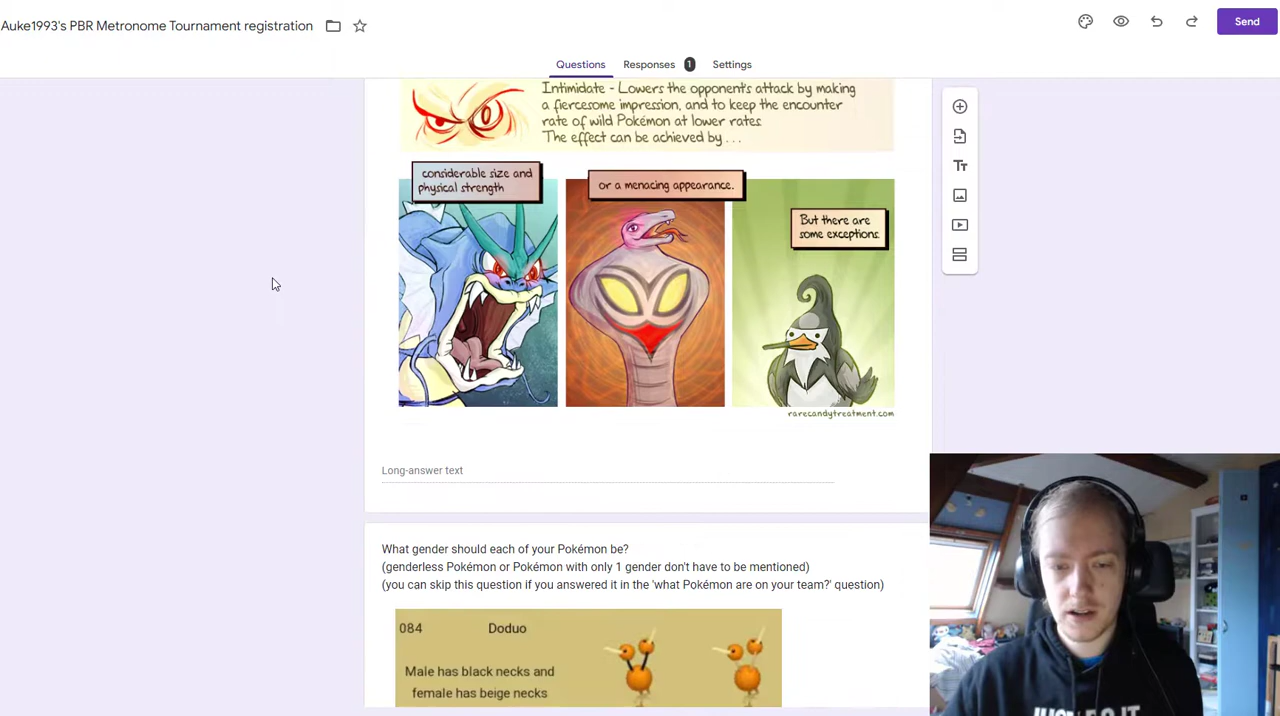 Auke1993's PBR Metronome Tournament registration
Send
Questions
Responses 1
Settings
Intimidate - Lowers the opponent's attack by making
a fiercesome impression, and to keep the encounter
rate of wild Pokémon at lower rates.
The effect can be achieved by . . .
considerable size and
physical strength
or a menacing appearance.
But there are
some exceptions.
rarecandytreatment.com
Long-answer text
What gender should each of your Pokémon be?
(genderless Pokémon or Pokémon with only 1 gender don't have to be mentioned)
(you can skip this question if you answered it in the 'what Pokémon are on your team?' question)
084 Doduo
Male has black necks and
female has beige necks